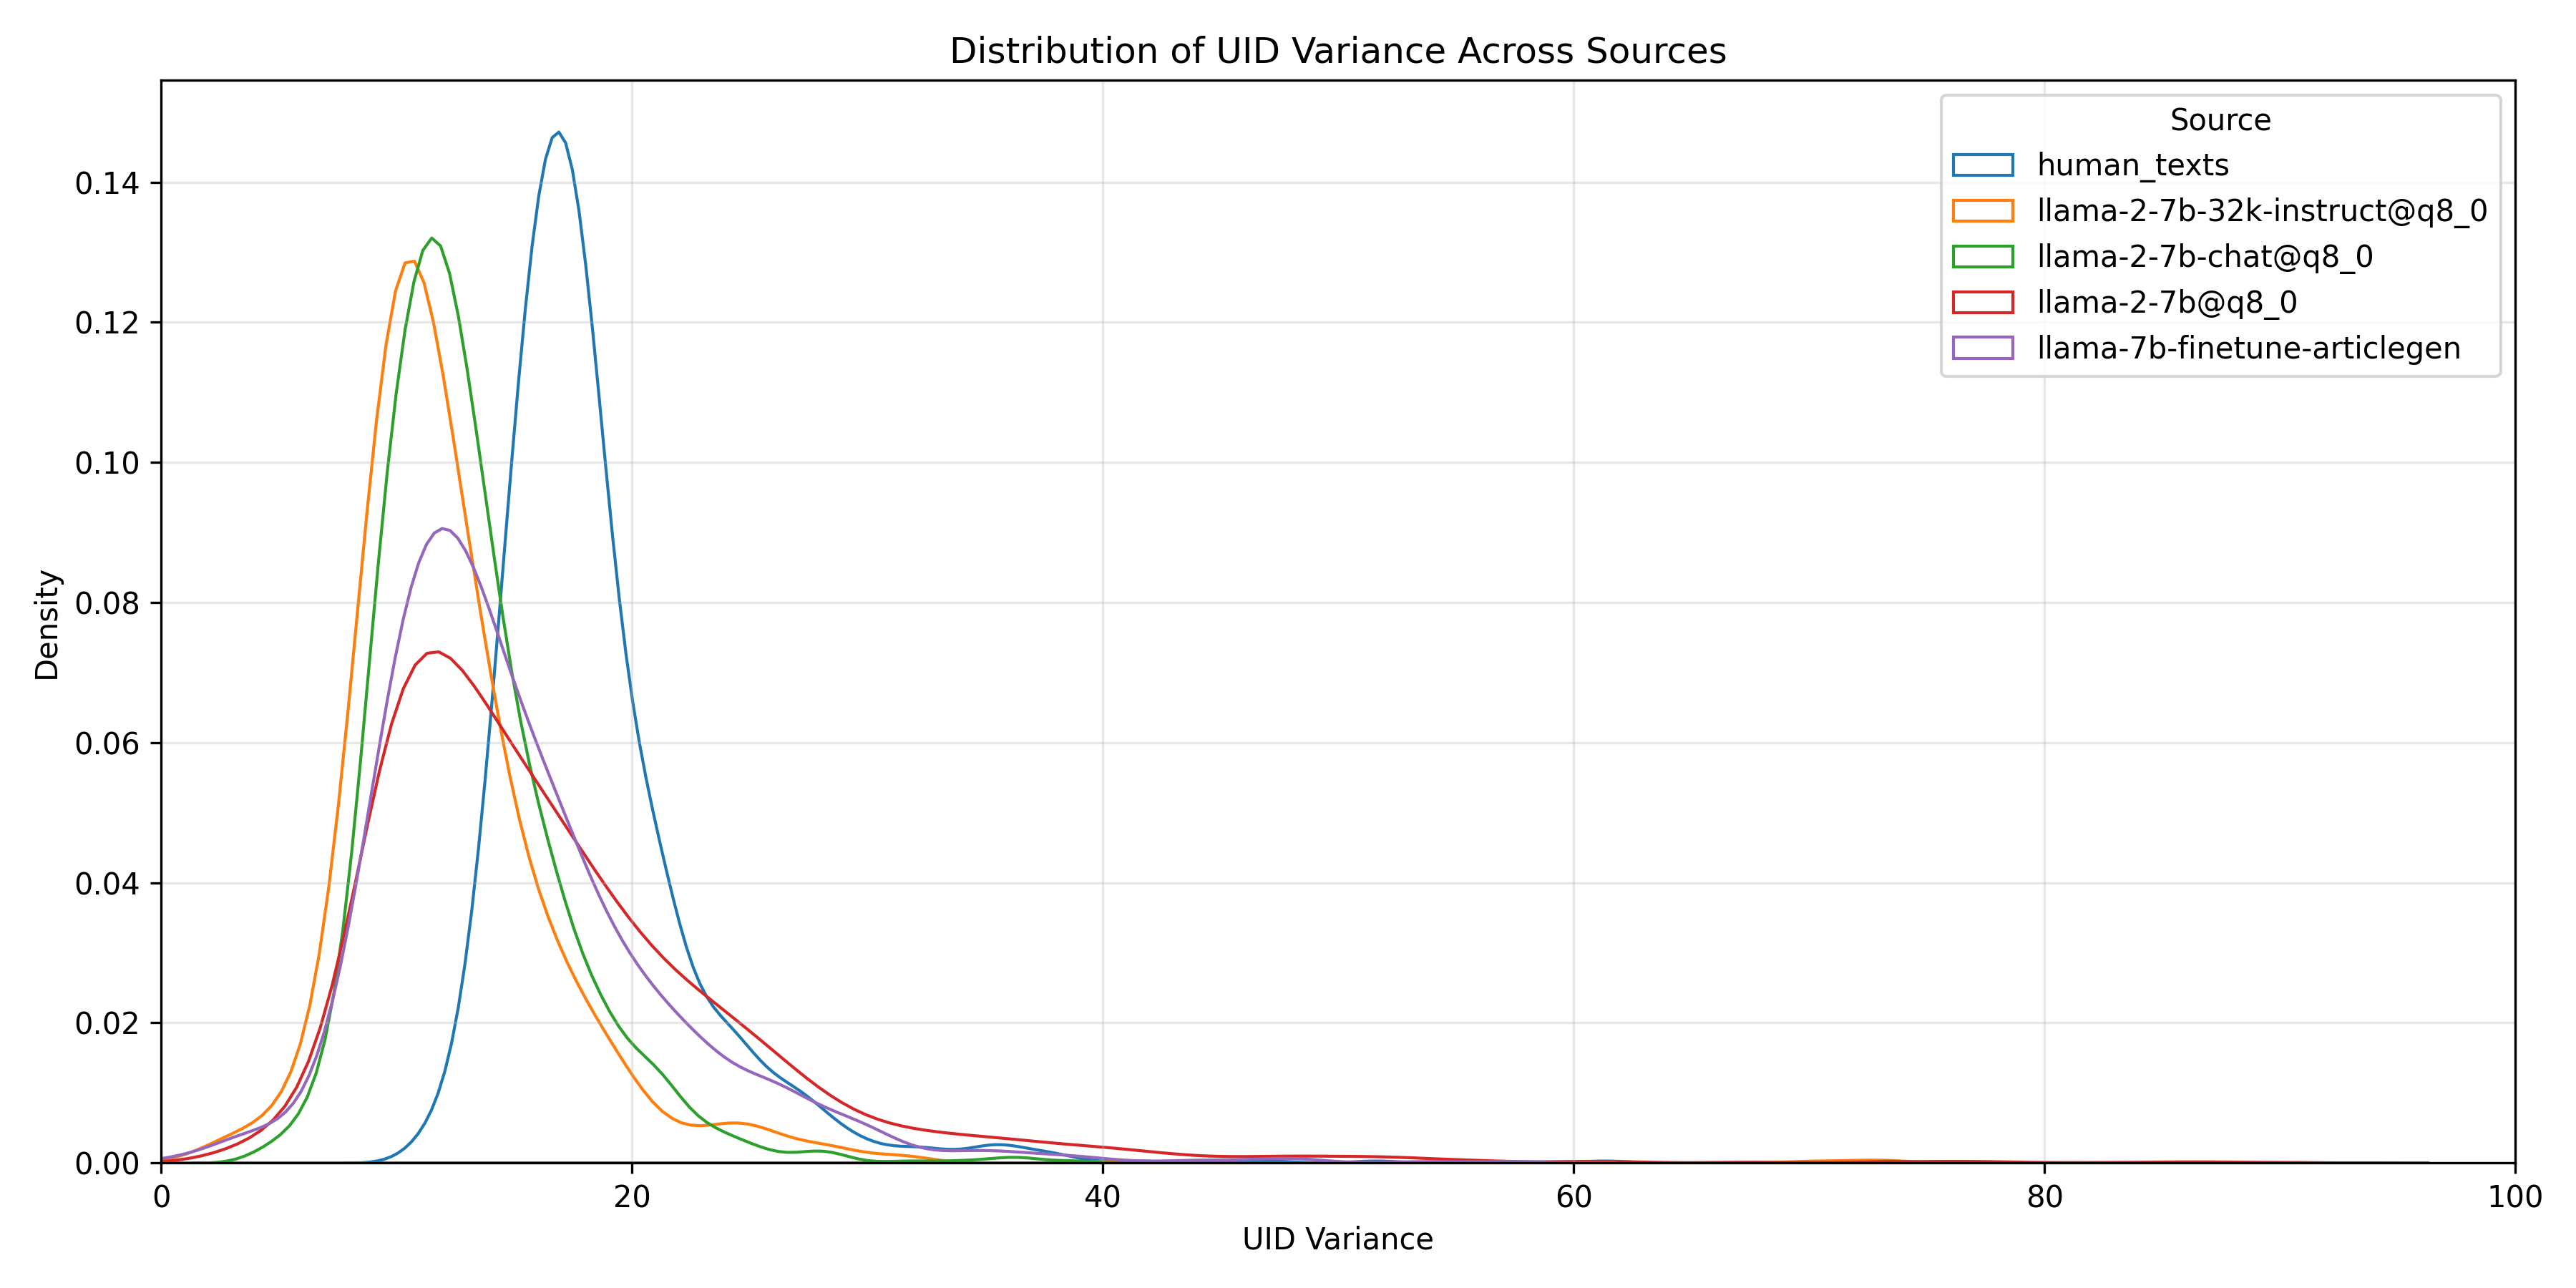 Distribution of UID Variance Across Sources
Source
human_texts
llama-2-7b-32k-instruct@q8_0
llama-2-7b-chat@q8_0
llama-2-7b@q8_0
llama-7b-finetune-articlegen
Density
0.14
0.12
0.10
0.08
0.06
0.04
0.02
0.00
0 20 40 60 80 100
UID Variance